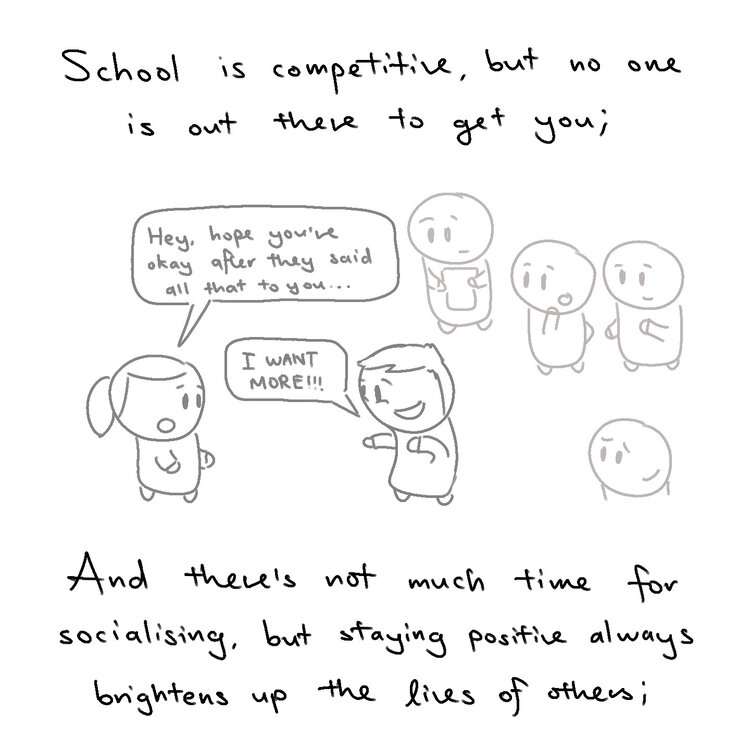 School is competitive, but no one
is out there to get you;
Hey, hope you're
okay after they said
all that to you...
I WANT
MORE!!!
And there's not much time for
socialising, but staying positive always
brightens up the lives of others;